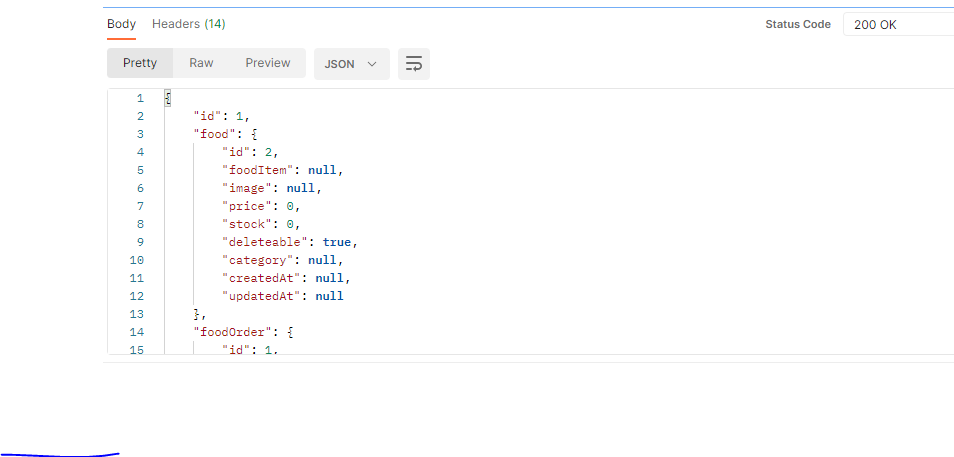 Body Headers (14) Status Code 200 OK
Pretty Raw Preview JSON
1 {
2 "id": 1,
3 "food": {
4 "id": 2,
5 "foodItem": null,
6 "image": null,
7 "price": 0,
8 "stock": 0,
9 "deleteable": true,
10 "category": null,
11 "createdAt": null,
12 "updatedAt": null
13 },
14 "foodOrder": {
15 "id": 1,